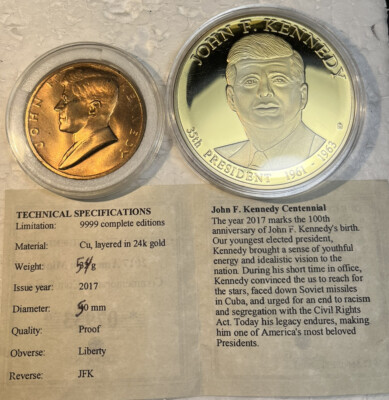 JOHN F. KENNEDY
35th PRESIDENT 1961 - 1963
JOHN
TECHNICAL SPECIFICATIONS
Limitation: 9999 complete editions
Material: Cu, layered in 24k gold
Weight: 54 g
Issue year: 2017
Diameter: 50 mm
Quality: Proof
Obverse: Liberty
Reverse: JFK
John F. Kennedy Centennial
The year 2017 marks the 100th
anniversary of John F. Kennedy's birth.
Our youngest elected president,
Kennedy brought a sense of youthful
energy and idealistic vision to the
nation. During his short time in office,
Kennedy convinced the us to reach for
the stars, faced down Soviet missiles
in Cuba, and urged for an end to racism
and segregation with the Civil Rights
Act. Today his legacy endures, making
him one of America's most beloved
Presidents.